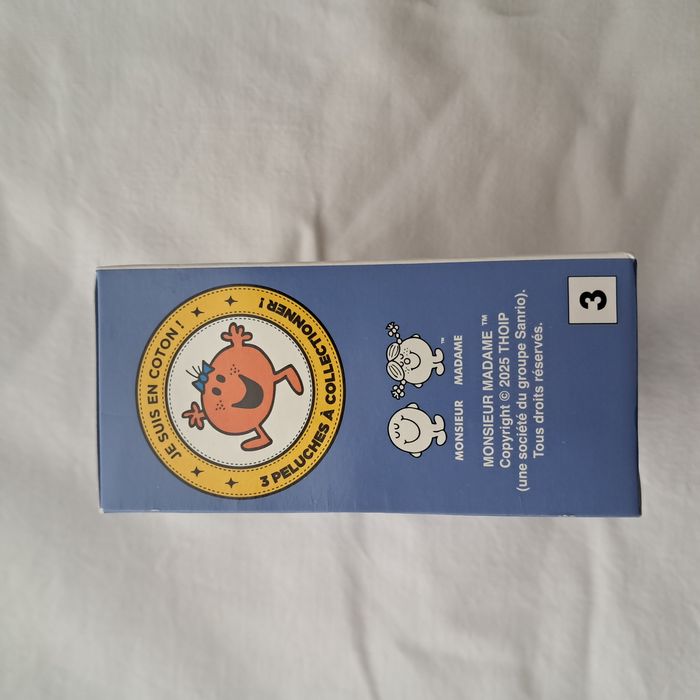 JE SUIS EN COTON !
3 PELUCHES À COLLECTIONNER !
™
MONSIEUR MADAME
MONSIEUR MADAME ™
Copyright © 2025 THOIP
(une société du groupe Sanrio).
Tous droits réservés.
3